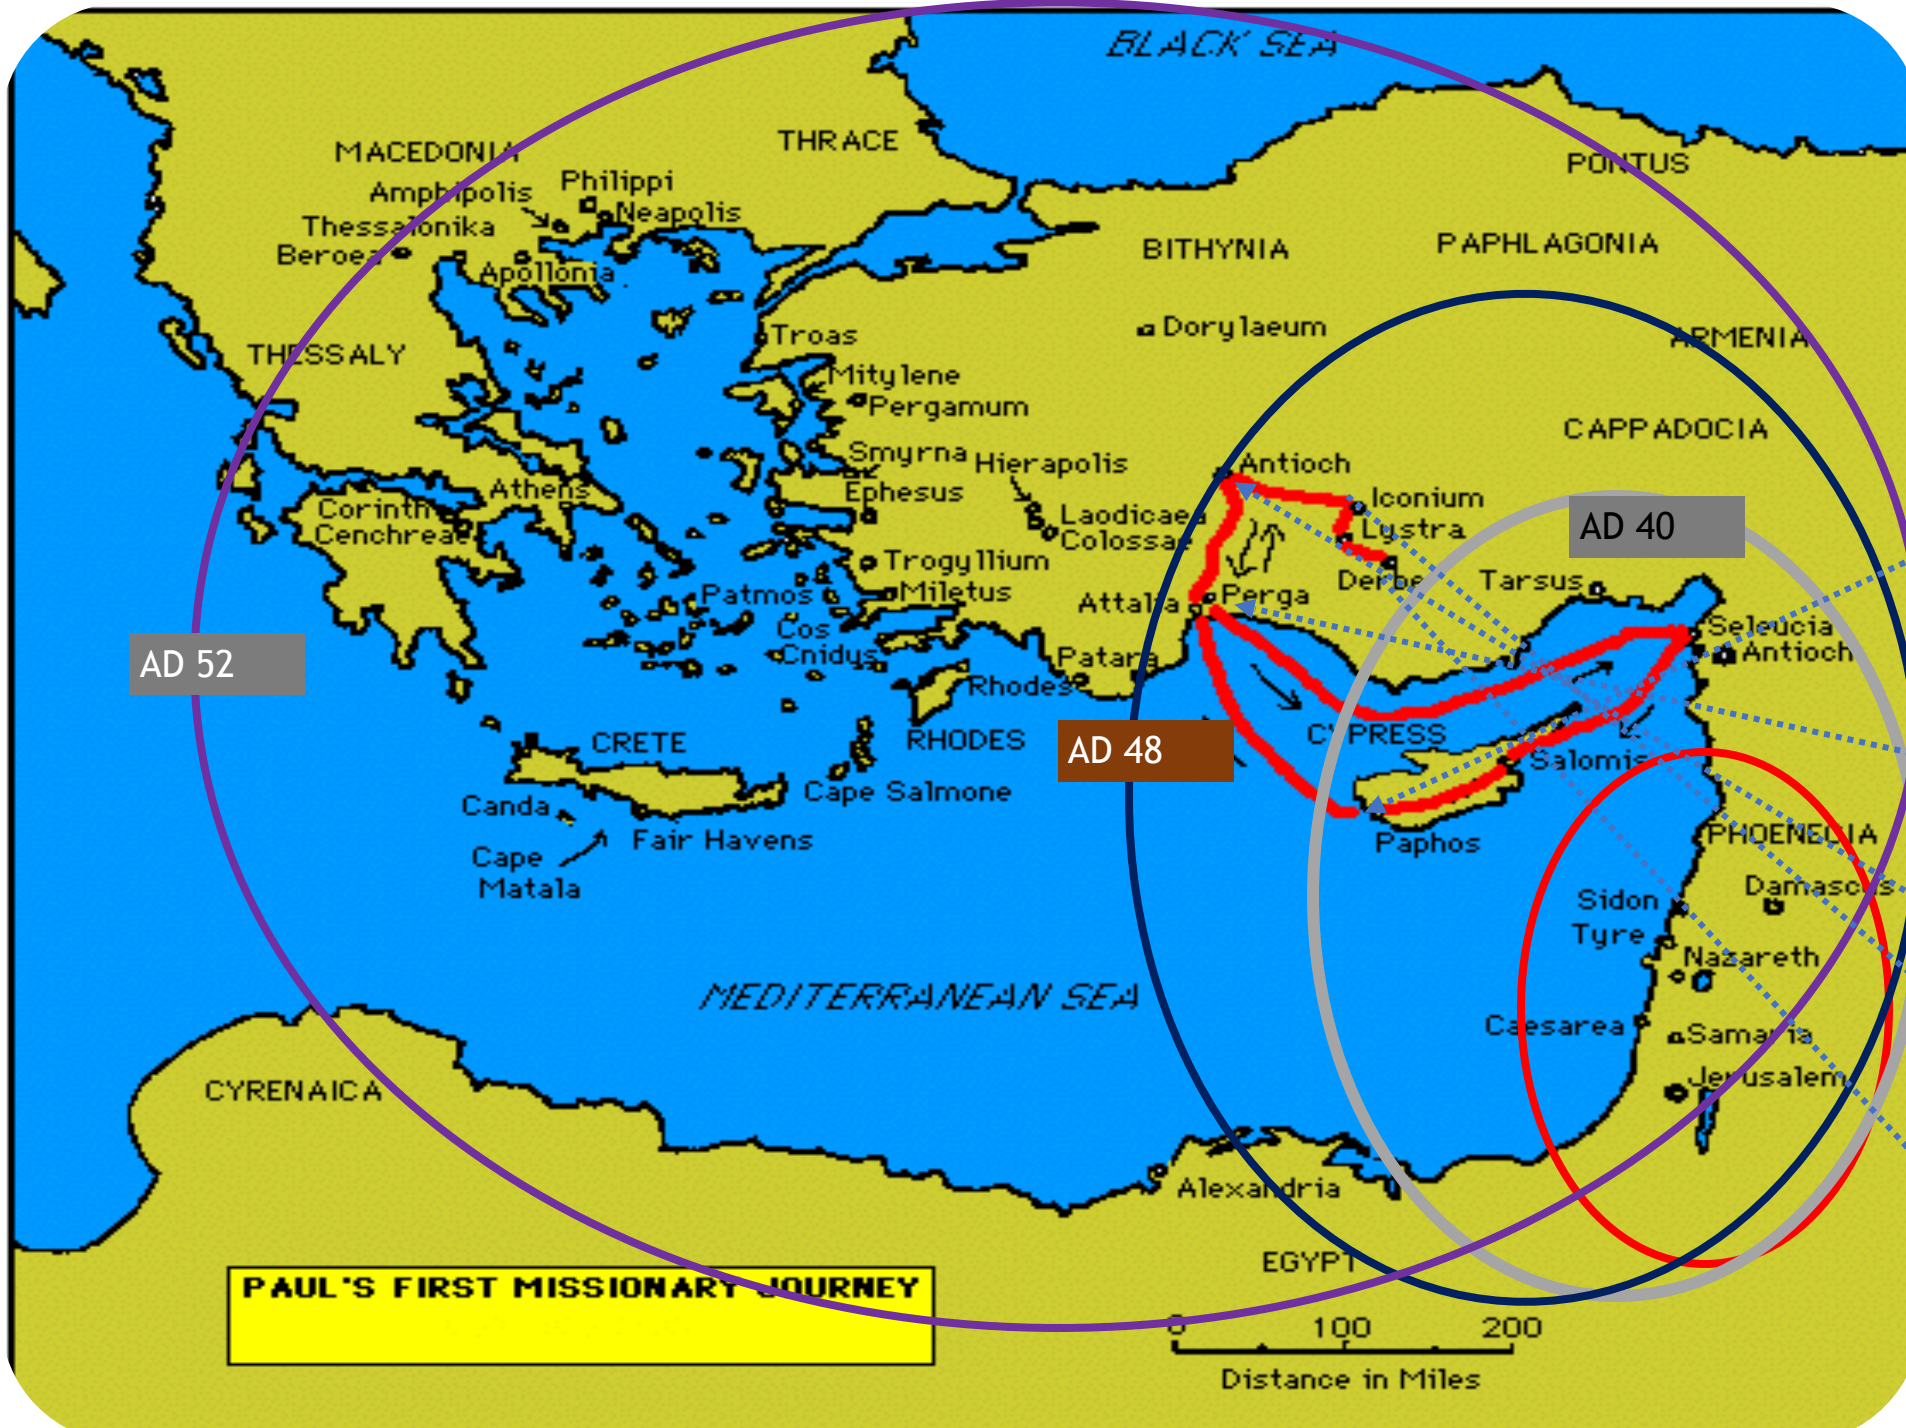 BLACK SEA
MACEDONIA
THRACE
PONTUS
Amphipolis
Philippi
Neapolis
Thessalonika
Beroea
Apollonia
BITHYNIA
PAPHLAGONIA
Dorylaeum
ARMENIA
Troas
THESSALY
Mitylene
Pergamum
CAPPADOCIA
Smyrna
Hierapolis
Antioch
Ephesus
Iconium
Athens
Corinth
Cenchreae
Laodicaea
Colossae
Lystra
AD 40
Trogyllium
Derbe
Tarsus
Patmos
Miletus
Attalia
Perga
Cos
Cnidys
Seleucia
Antioch
AD 52
Patara
Rhodes
CRETE
RHODES
AD 48
CYPRESS
Salomis
Canda
Cape Salmone
Fair Havens
Paphos
PHOENECIA
Cape
Matala
Damascus
Sidon
Tyre
Nazareth
MEDITERRANEAN SEA
Caesarea
Samaria
CYRENAICA
Jerusalem
Alexandria
EGYPT
PAUL'S FIRST MISSIONARY JOURNEY
0 100 200
Distance in Miles